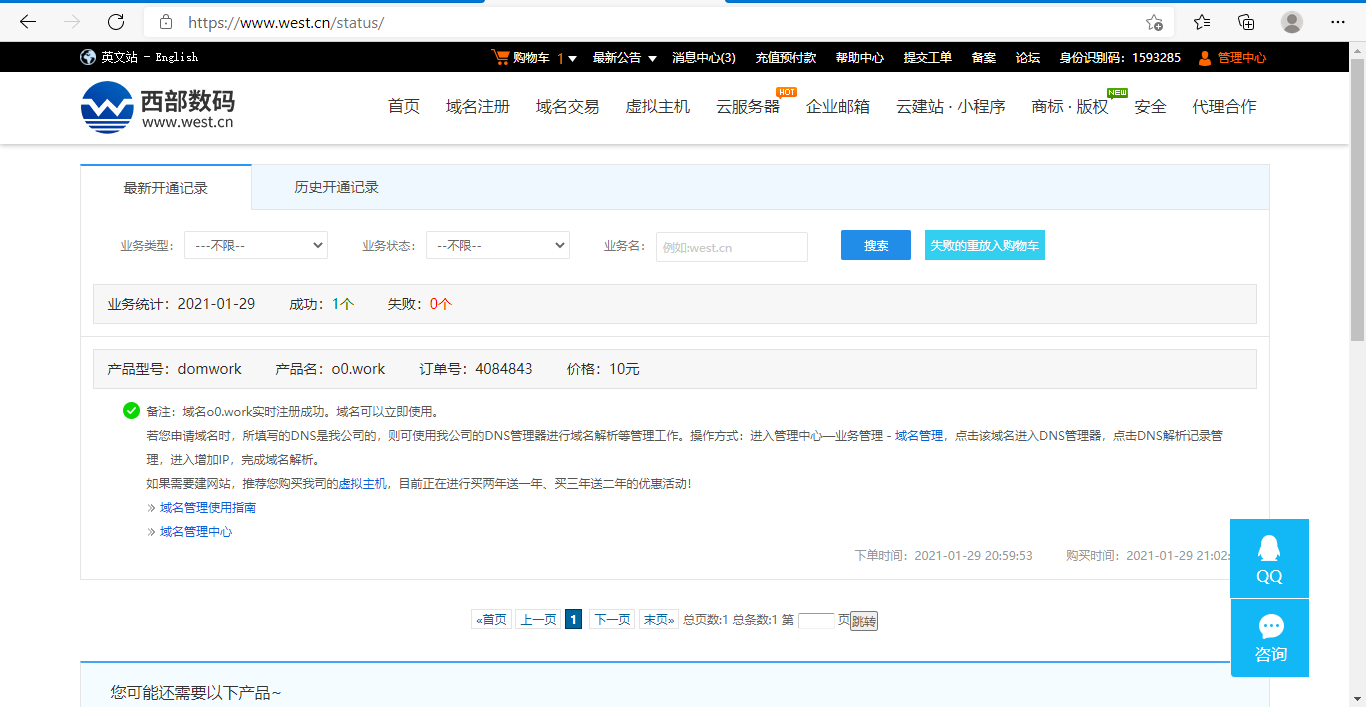 https://www.west.cn/status/
英文站 - English
购物车 1 最新公告 消息中心(3) 充值预付款 帮助中心 提交工单 备案 论坛 身份识别码：1593285 管理中心
西部数码
www.west.cn
首页 域名注册 域名交易 虚拟主机 云服务器 HOT 企业邮箱 云建站 · 小程序 商标 · 版权 NEW 安全 代理合作
最新开通记录 历史开通记录
业务类型： ---不限-- 业务状态： --不限-- 业务名： 例如:west.cn 搜索 失败的重放入购物车
业务统计：2021-01-29 成功：1个 失败：0个
产品型号：domwork 产品名：o0.work 订单号：4084843 价格：10元
备注：域名o0.work实时注册成功。域名可以立即使用。
若您申请域名时，所填写的DNS是我公司的，则可使用我公司的DNS管理器进行域名解析等管理工作。操作方式：进入管理中心—业务管理 - 域名管理，点击该域名进入DNS管理器，点击DNS解析记录管
理，进入增加IP，完成域名解析。
如果需要建网站，推荐您购买我司的虚拟主机，目前正在进行买两年送一年、买三年送二年的优惠活动！
» 域名管理使用指南
» 域名管理中心
下单时间：2021-01-29 20:59:53 购买时间：2021-01-29 21:02:
QQ
咨询
«首页 上一页 1 下一页 末页» 总页数:1 总条数:1 第 页 跳转
您可能还需要以下产品~